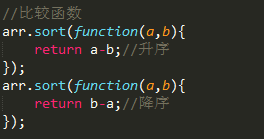 //比较函数
arr.sort(function(a,b){
    return a-b;//升序
});
arr.sort(function(a,b){
    return b-a;//降序
});